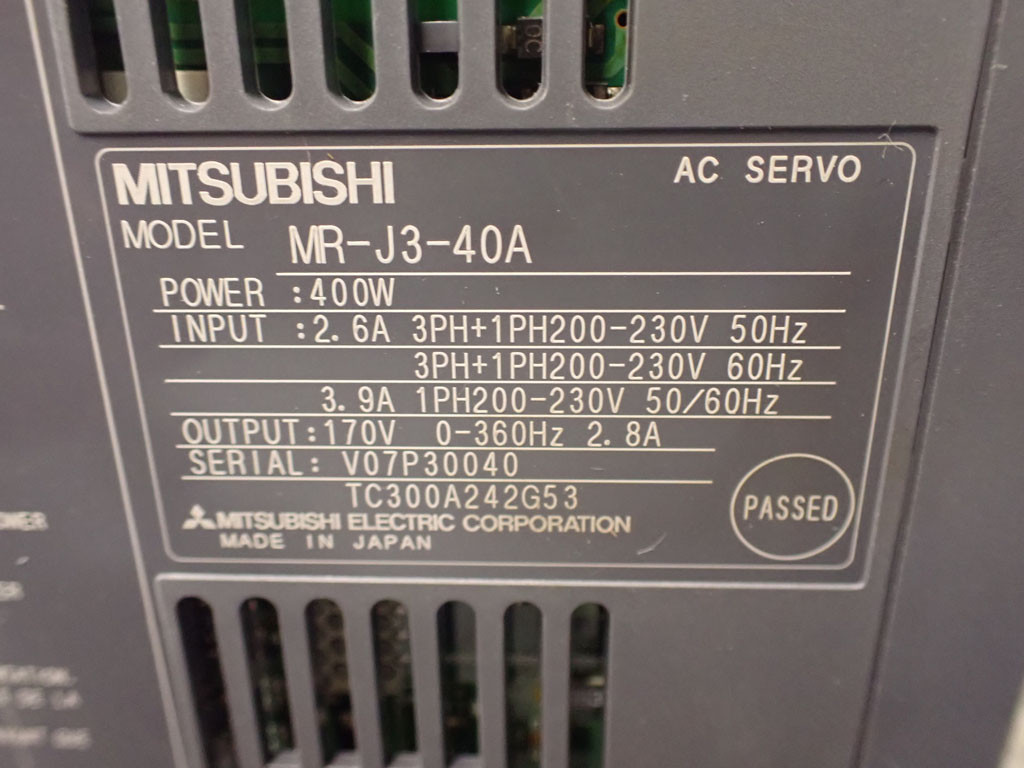 MITSUBISHI AC SERVO
MODEL MR-J3-40A
POWER :400W
INPUT :2.6A 3PH+1PH200-230V 50Hz
3PH+1PH200-230V 60Hz
3.9A 1PH200-230V 50/60Hz
OUTPUT:170V 0-360Hz 2.8A
SERIAL: V07P30040
TC300A242G53
MITSUBISHI ELECTRIC CORPORATION
MADE IN JAPAN
PASSED